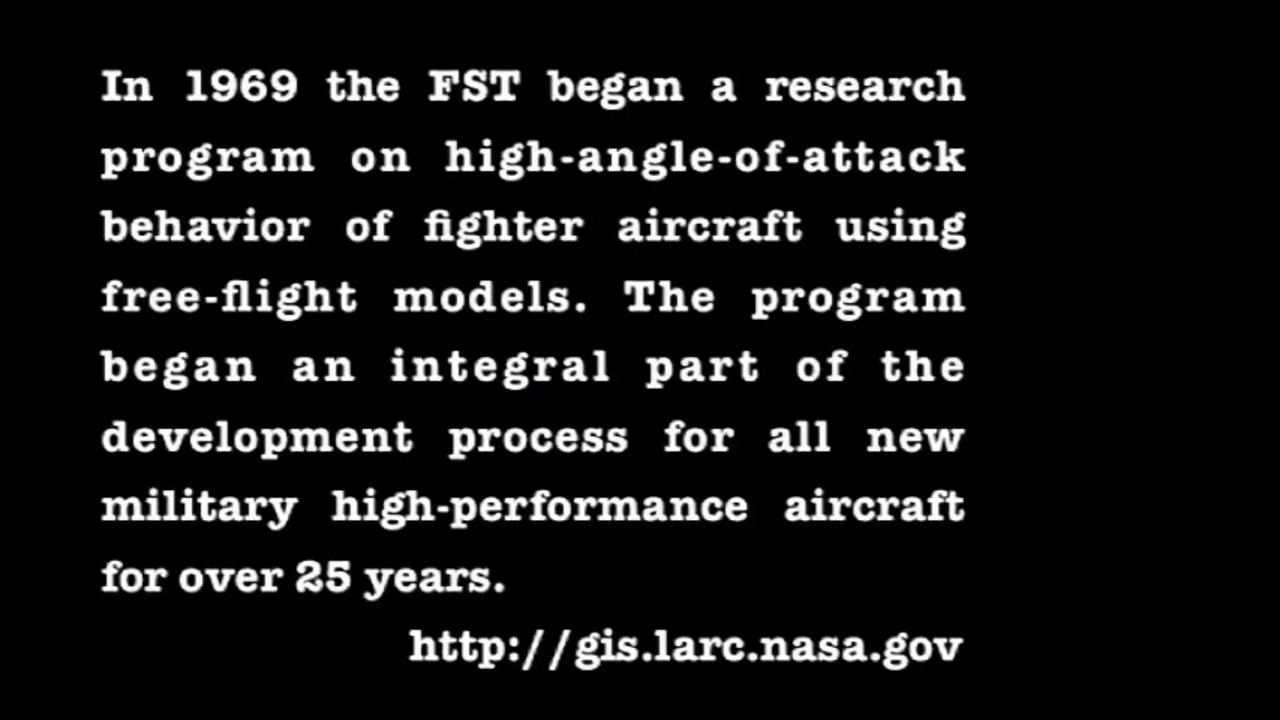 In 1969 the FST began a research
program on high-angle-of-attack
behavior of fighter aircraft using
free-flight models. The program
began an integral part of the
development process for all new
military high-performance aircraft
for over 25 years.
http://gis.larc.nasa.gov